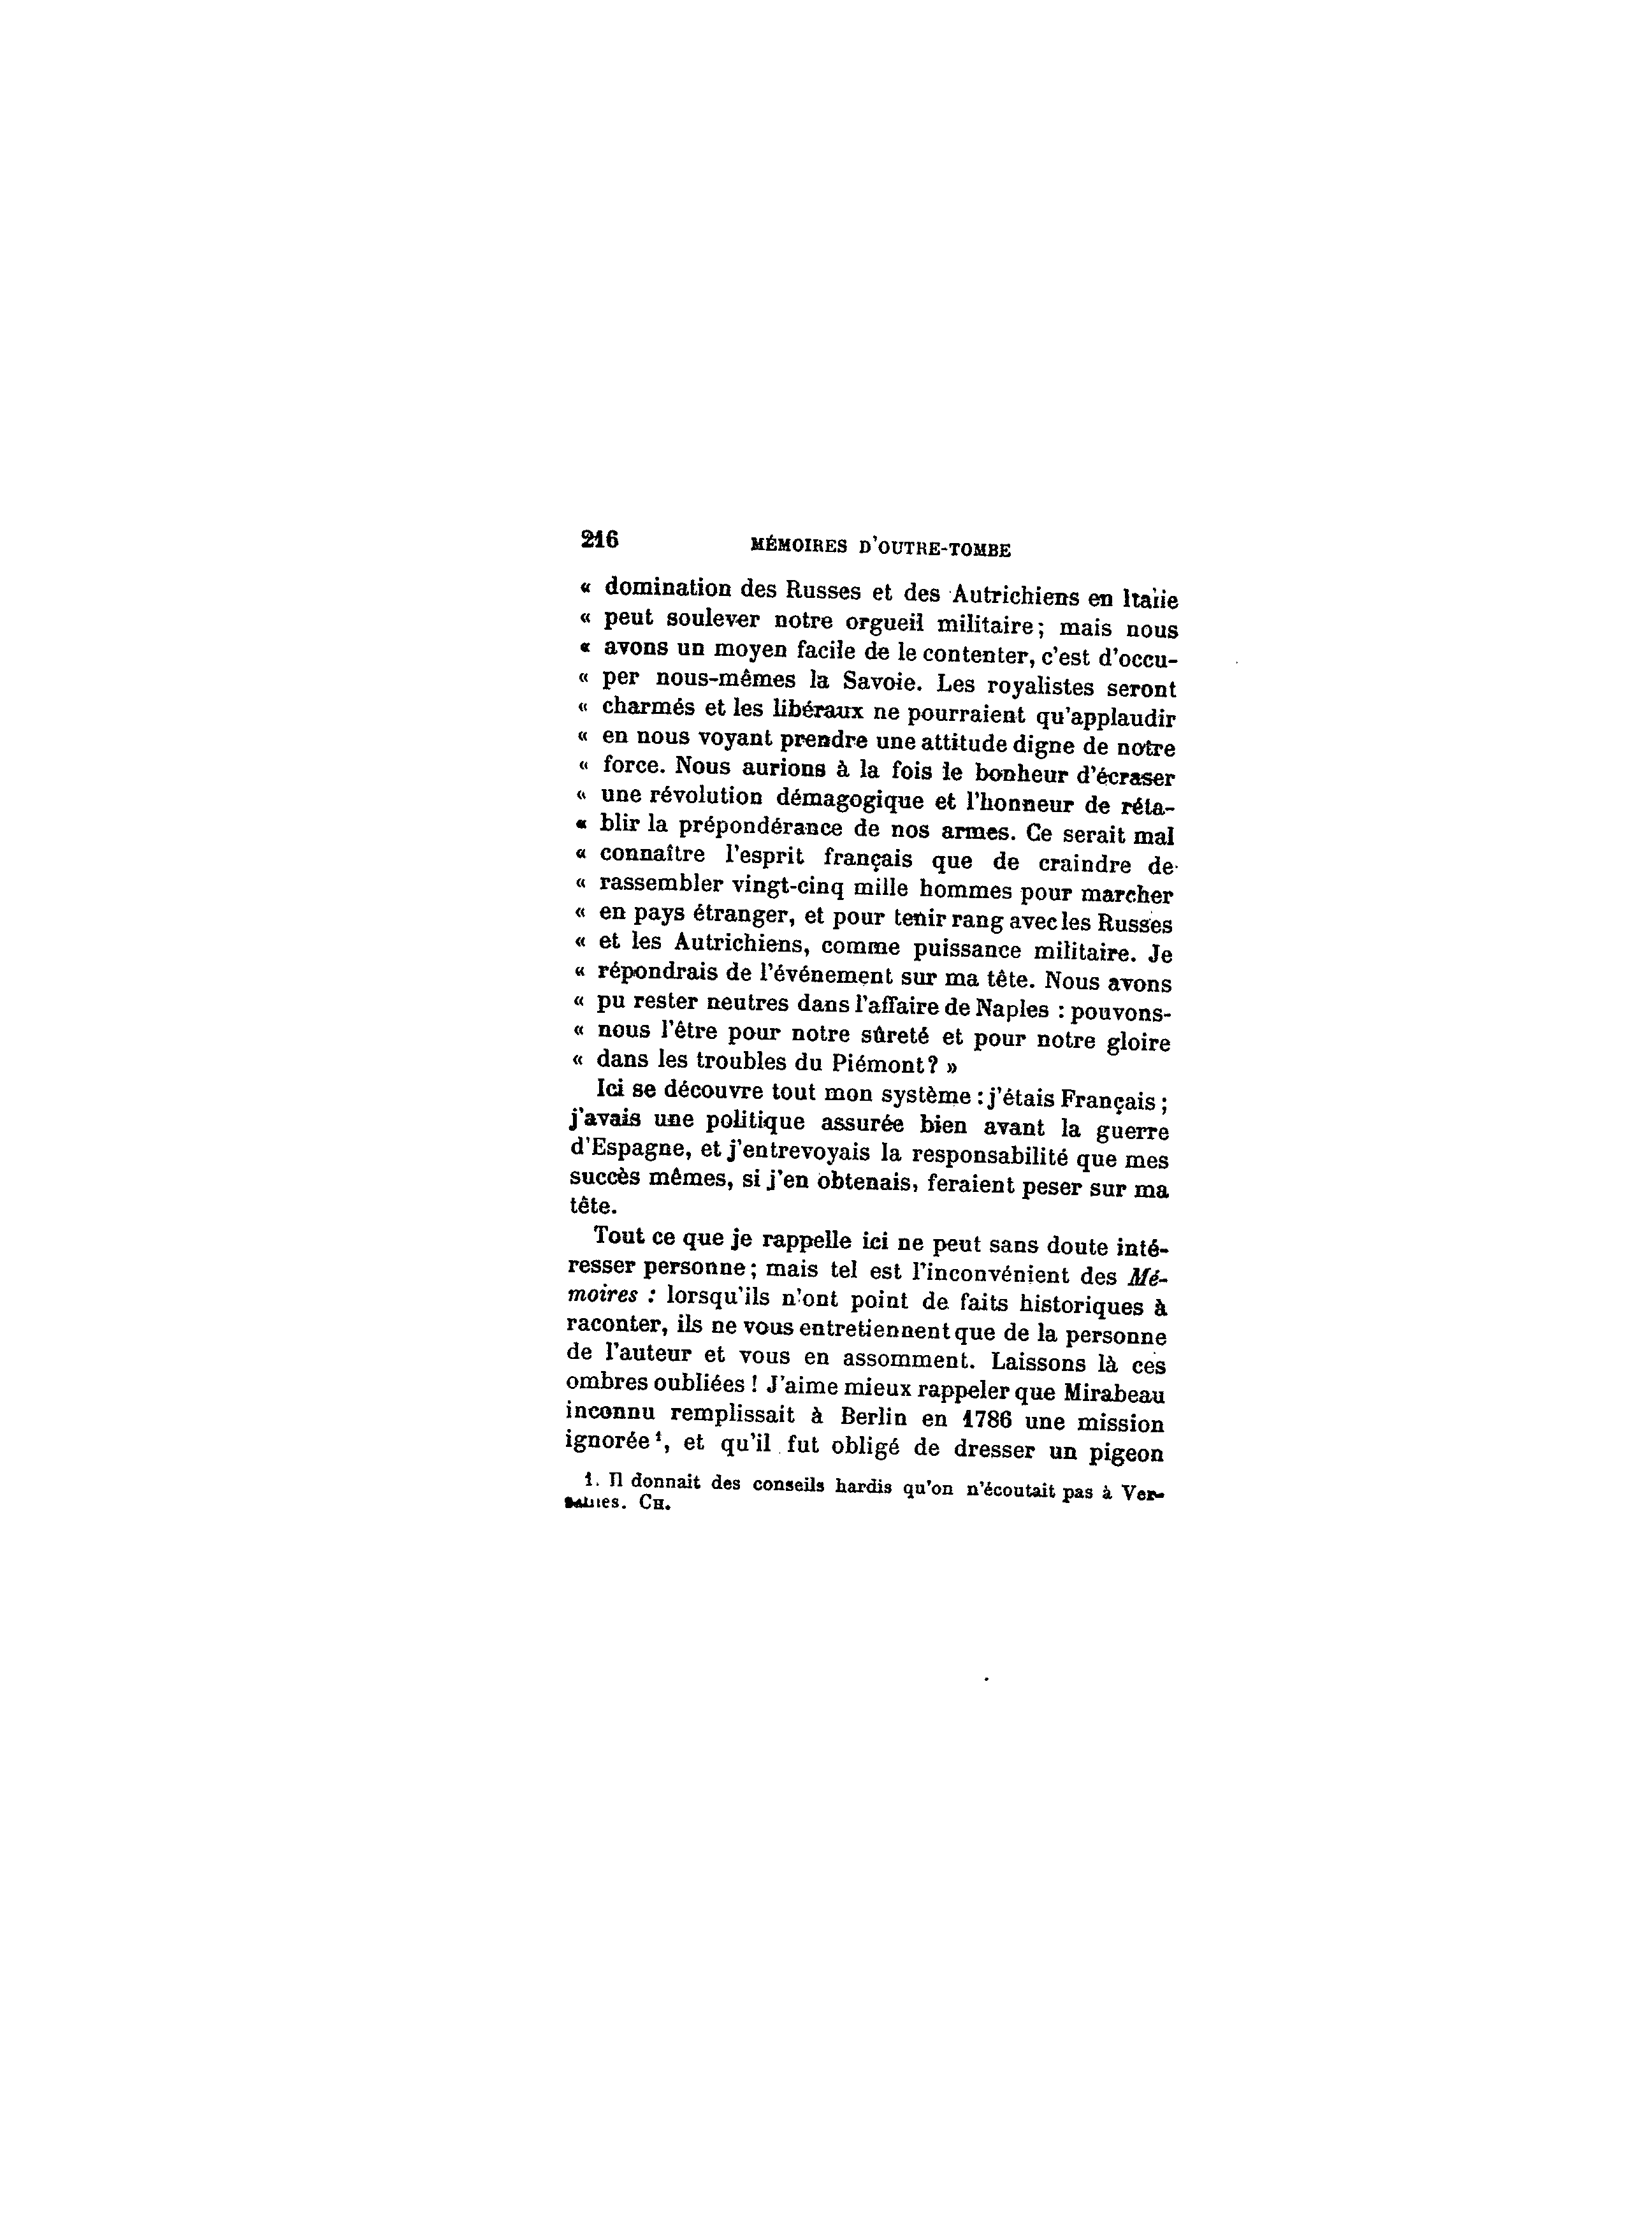 216 MÉMOIRES D'OUTRE-TOMBE
« domination des Russes et des Autrichiens en Italie
« peut soulever notre orgueil militaire; mais nous
« avons un moyen facile de le contenter, c'est d'occu-
« per nous-mêmes la Savoie. Les royalistes seront
« charmés et les libéraux ne pourraient qu'applaudir
« en nous voyant prendre une attitude digne de notre
« force. Nous aurions à la fois le bonheur d'écraser
« une révolution démagogique et l'honneur de réta-
« blir la prépondérance de nos armes. Ce serait mal
« connaître l'esprit français que de craindre de
« rassembler vingt-cinq mille hommes pour marcher
« en pays étranger, et pour tenir rang avec les Russes
« et les Autrichiens, comme puissance militaire. Je
« répondrais de l'événement sur ma tête. Nous avons
« pu rester neutres dans l'affaire de Naples : pouvons-
« nous l'être pour notre sûreté et pour notre gloire
« dans les troubles du Piémont? »
Ici se découvre tout mon système : j'étais Français ;
j'avais une politique assurée bien avant la guerre
d'Espagne, et j'entrevoyais la responsabilité que mes
succès mêmes, si j'en obtenais, feraient peser sur ma
tête.
Tout ce que je rappelle ici ne peut sans doute inté-
resser personne; mais tel est l'inconvénient des Mé-
moires : lorsqu'ils n'ont point de faits historiques à
raconter, ils ne vous entretiennent que de la personne
de l'auteur et vous en assomment. Laissons là ces
ombres oubliées ! J'aime mieux rappeler que Mirabeau
inconnu remplissait à Berlin en 1786 une mission
ignorée¹, et qu'il fut obligé de dresser un pigeon
1. Il donnait des conseils hardis qu'on n'écoutait pas à Ver-
sailles. CH.